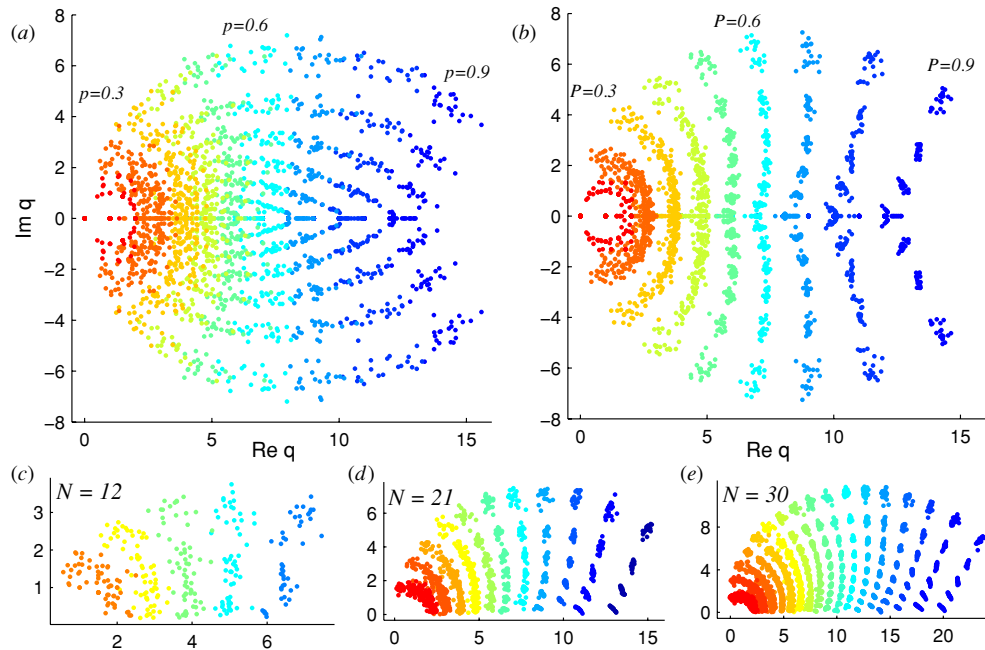 (a)
p=0.3
p=0.6
p=0.9
Im q
8
6
4
2
0
−2
−4
−6
−8
0 5 10 15
Re q
(b)
P=0.3
P=0.6
P=0.9
8
6
4
2
0
−2
−4
−6
−8
0 5 10 15
Re q
(c)
N = 12
3
2
1
2 4 6
(d)
N = 21
6
4
2
0
0 5 10 15
(e)
N = 30
8
4
0
0 5 10 15 20